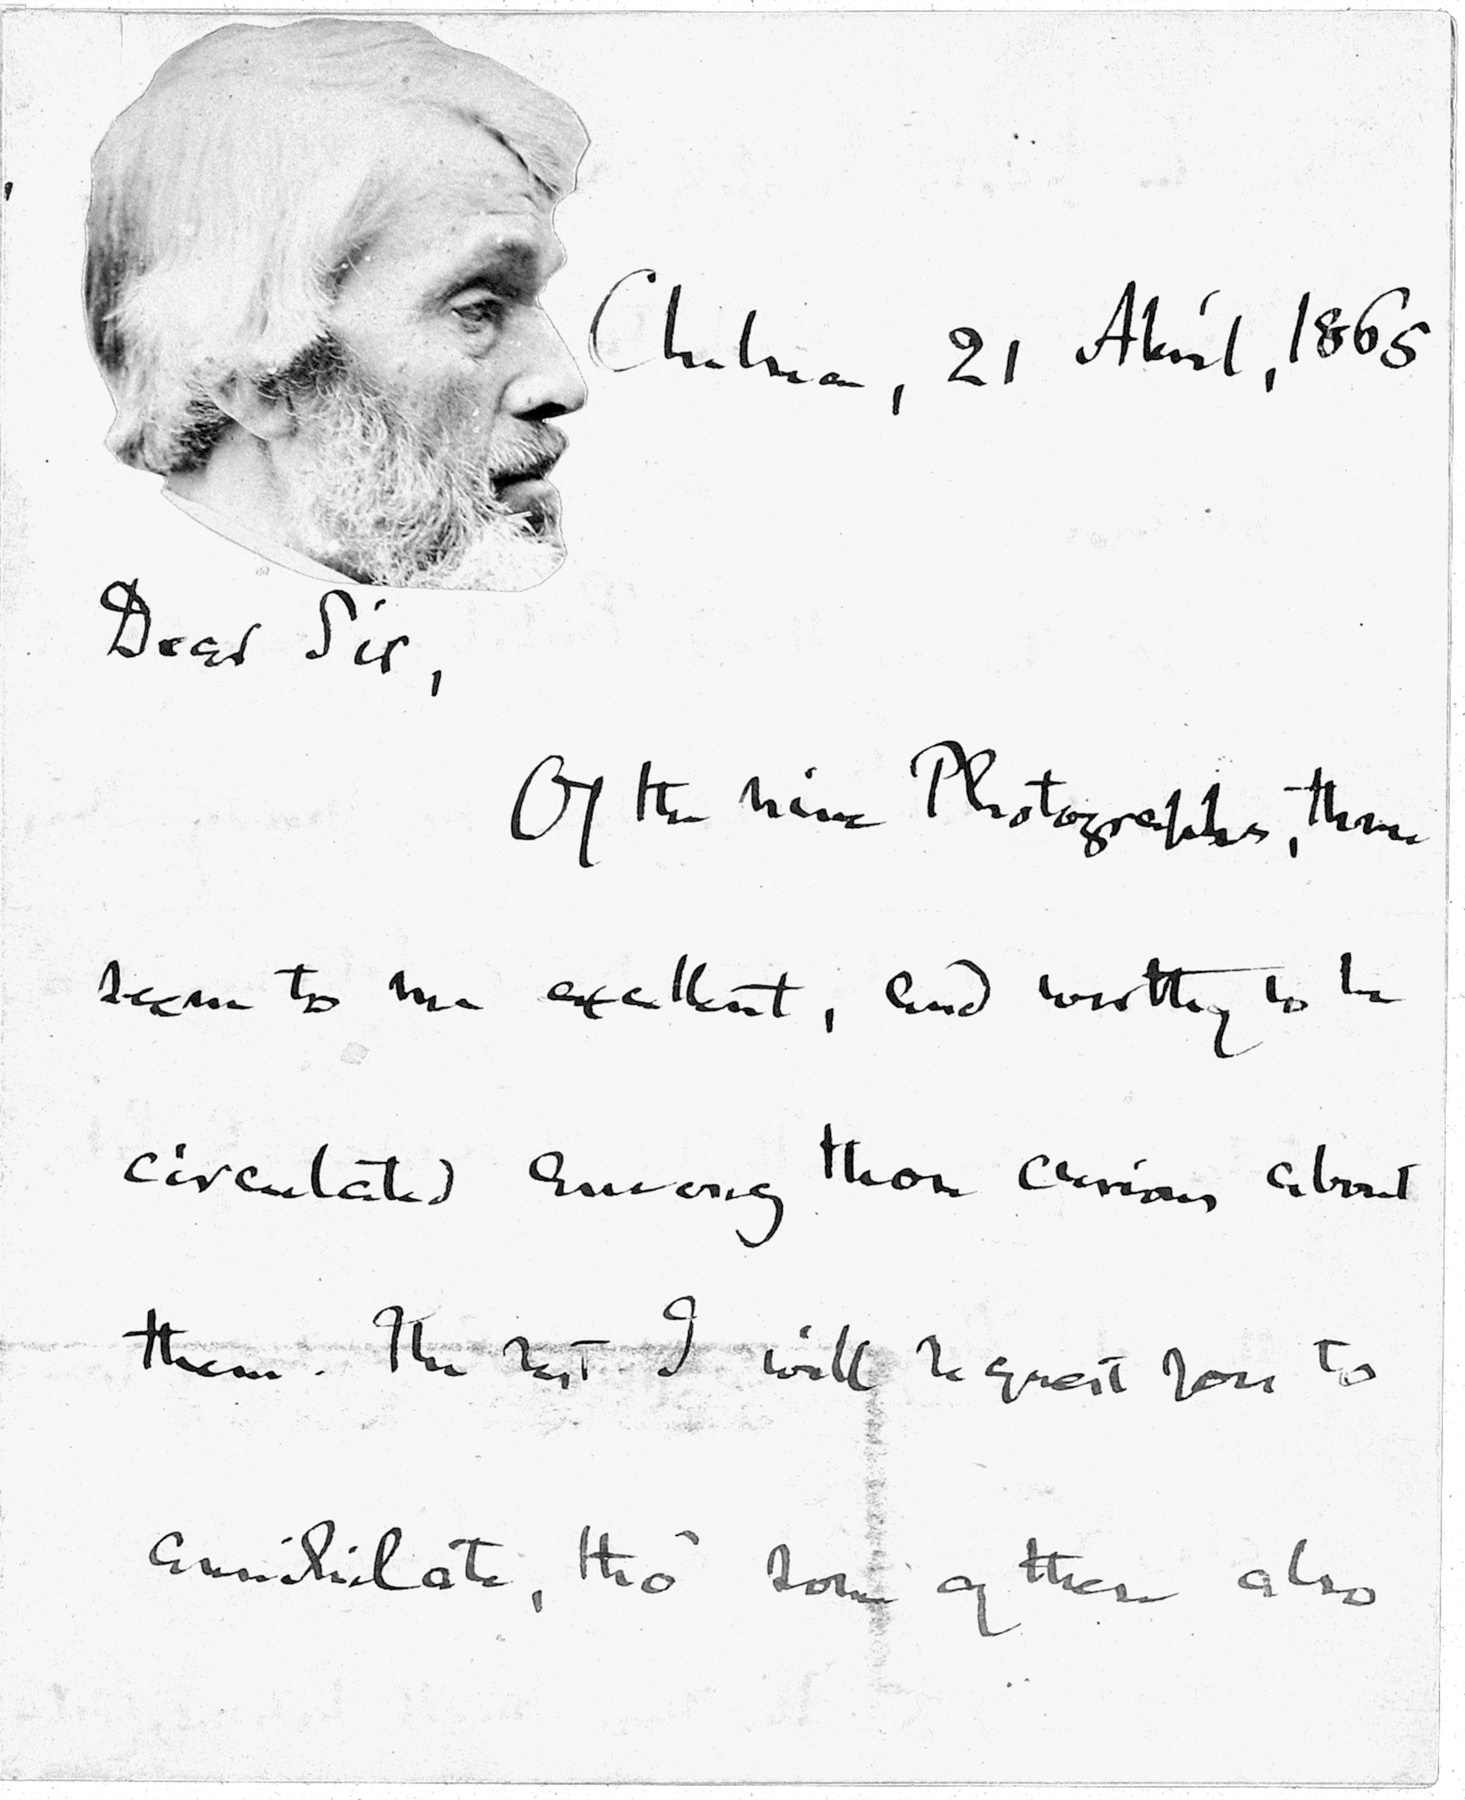 Chelsea, 21 April, 1865
Dear Sir,
Of the nine Photographs, three
seem to me excellent, and worthy to be
circulated among those curious about
them. The rest I will request you to
annihilate, tho' some of these also